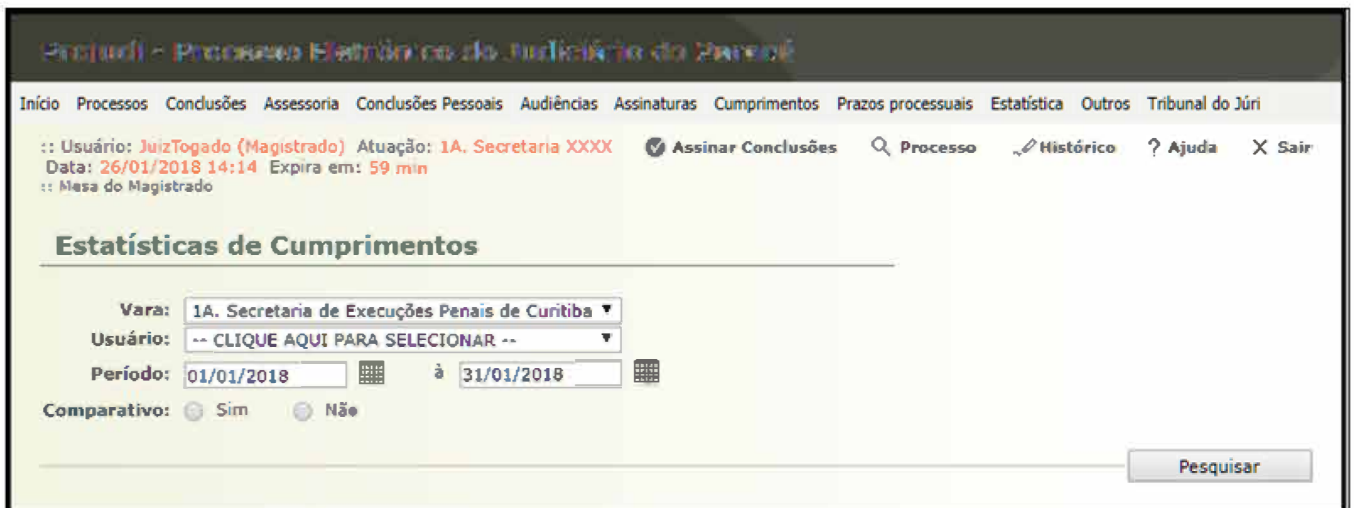 Projudi - Processo Eletrônico do Judiciário do Paraná
Início Processos Conclusões Assessoria Conclusões Pessoais Audiências Assinaturas Cumprimentos Prazos processuais Estatística Outros Tribunal do Júri
:: Usuário: JuizTogado (Magistrado) Atuação: 1A. Secretaria XXXX Assinar Conclusões Processo Histórico ? Ajuda X Sair
Data: 26/01/2018 14:14 Expira em: 59 min
:: Mesa do Magistrado
Estatísticas de Cumprimentos
Vara: 1A. Secretaria de Execuções Penais de Curitiba
Usuário: -- CLIQUE AQUI PARA SELECIONAR --
Período: 01/01/2018 à 31/01/2018
Comparativo: Sim Não
Pesquisar